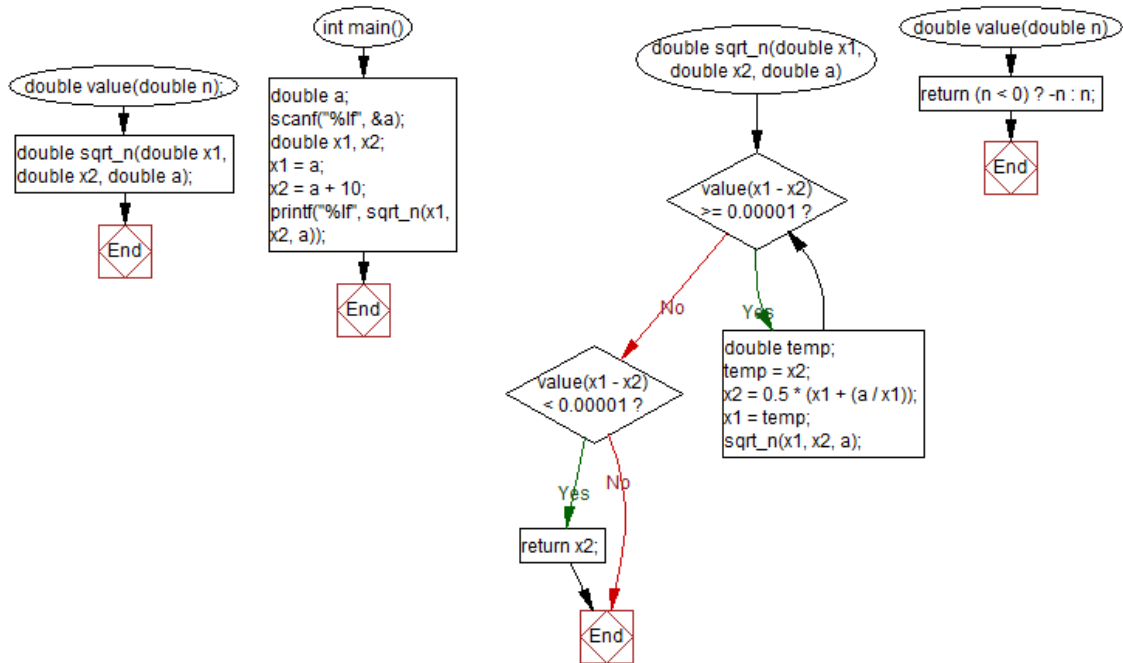 double value(double n);
double sqrt_n(double x1,
double x2, double a);
End
int main()
double a;
scanf("%lf", &a);
double x1, x2;
x1 = a;
x2 = a + 10;
printf("%lf", sqrt_n(x1,
x2, a));
End
double sqrt_n(double x1,
double x2, double a)
value(x1 - x2)
>= 0.00001 ?
No
Yes
double temp;
temp = x2;
x2 = 0.5 * (x1 + (a / x1));
x1 = temp;
sqrt_n(x1, x2, a);
value(x1 - x2)
< 0.00001 ?
Yes
No
return x2;
End
double value(double n)
return (n < 0) ? -n : n;
End